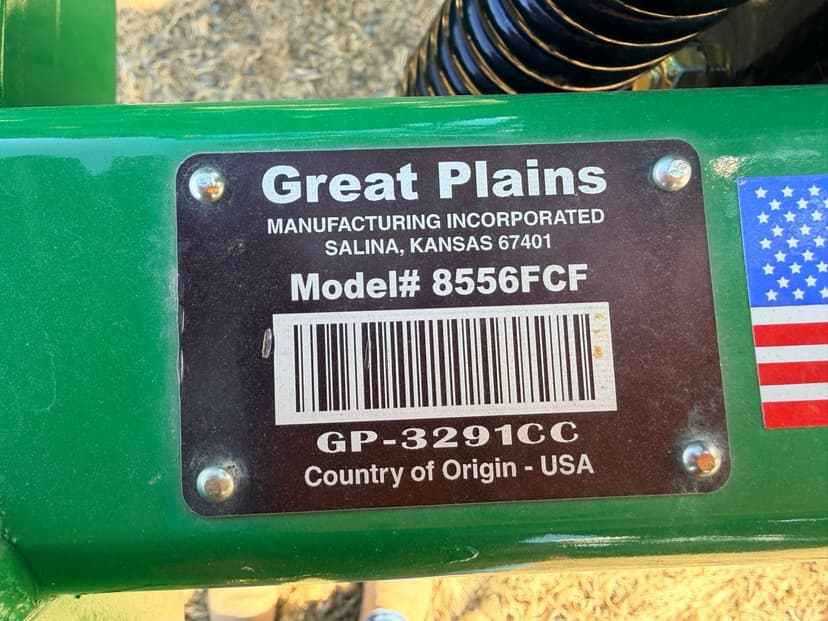 Great Plains
MANUFACTURING INCORPORATED
SALINA, KANSAS 67401
Model# 8556FCF
GP-3291CC
Country of Origin - USA